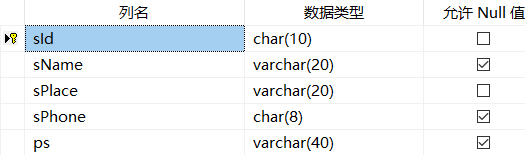 列名 数据类型 允许 Null 值
sId char(10)
sName varchar(20)
sPlace varchar(20)
sPhone char(8)
ps varchar(40)